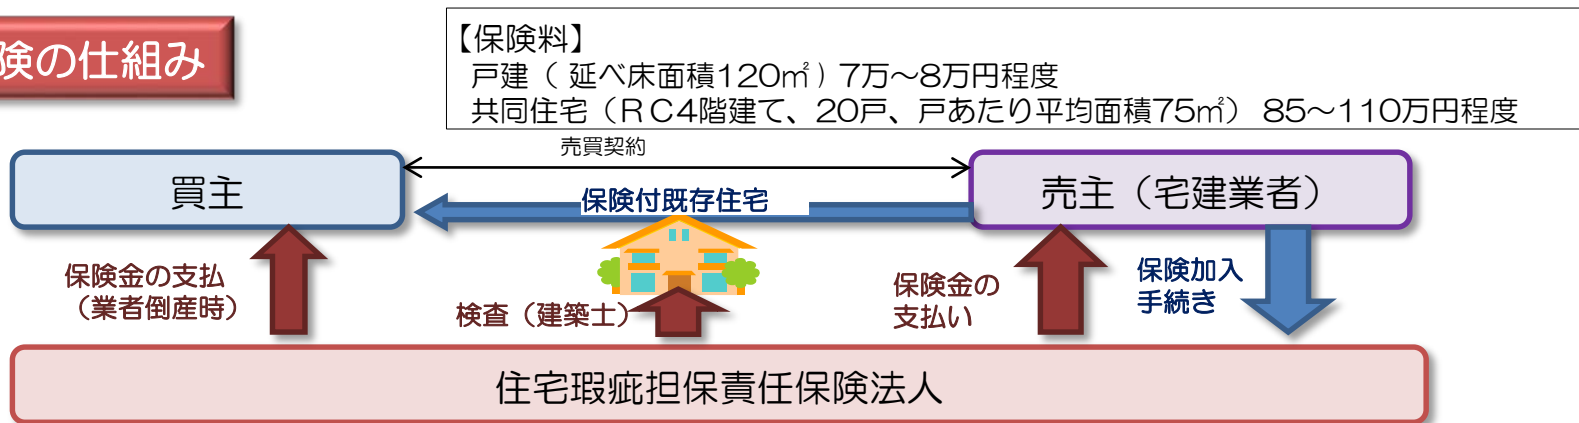 険の仕組み
【保険料】
戸建（ 延べ床面積120㎡）7万～8万円程度
共同住宅（ＲＣ4階建て、20戸、戸あたり平均面積75㎡） 85～110万円程度
売買契約
買主
保険付既存住宅
売主（宅建業者）
保険金の支払
（業者倒産時）
検査（建築士）
保険金の
支払い
保険加入
手続き
住宅瑕疵担保責任保険法人